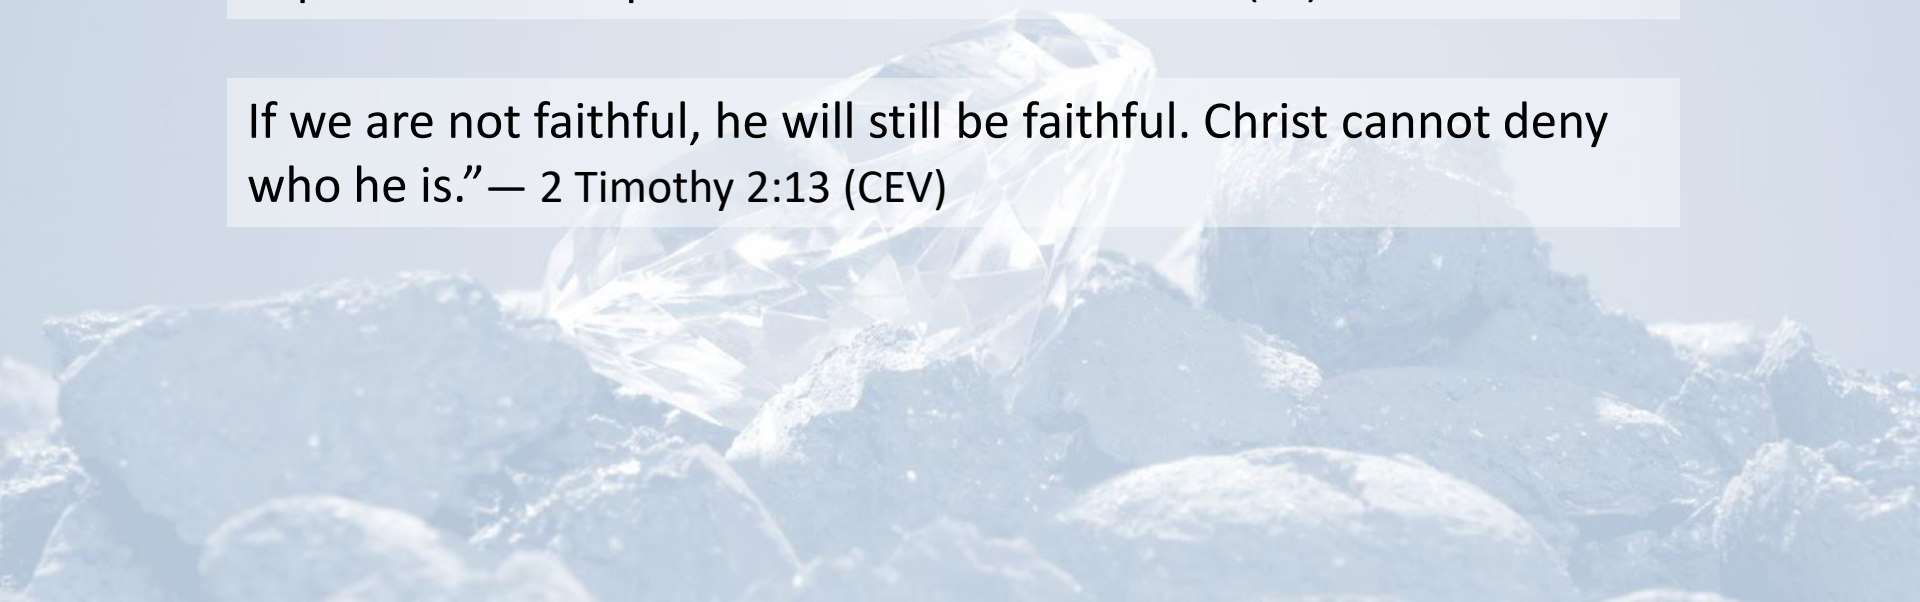 If we are not faithful, he will still be faithful. Christ cannot deny
who he is.”— 2 Timothy 2:13 (CEV)